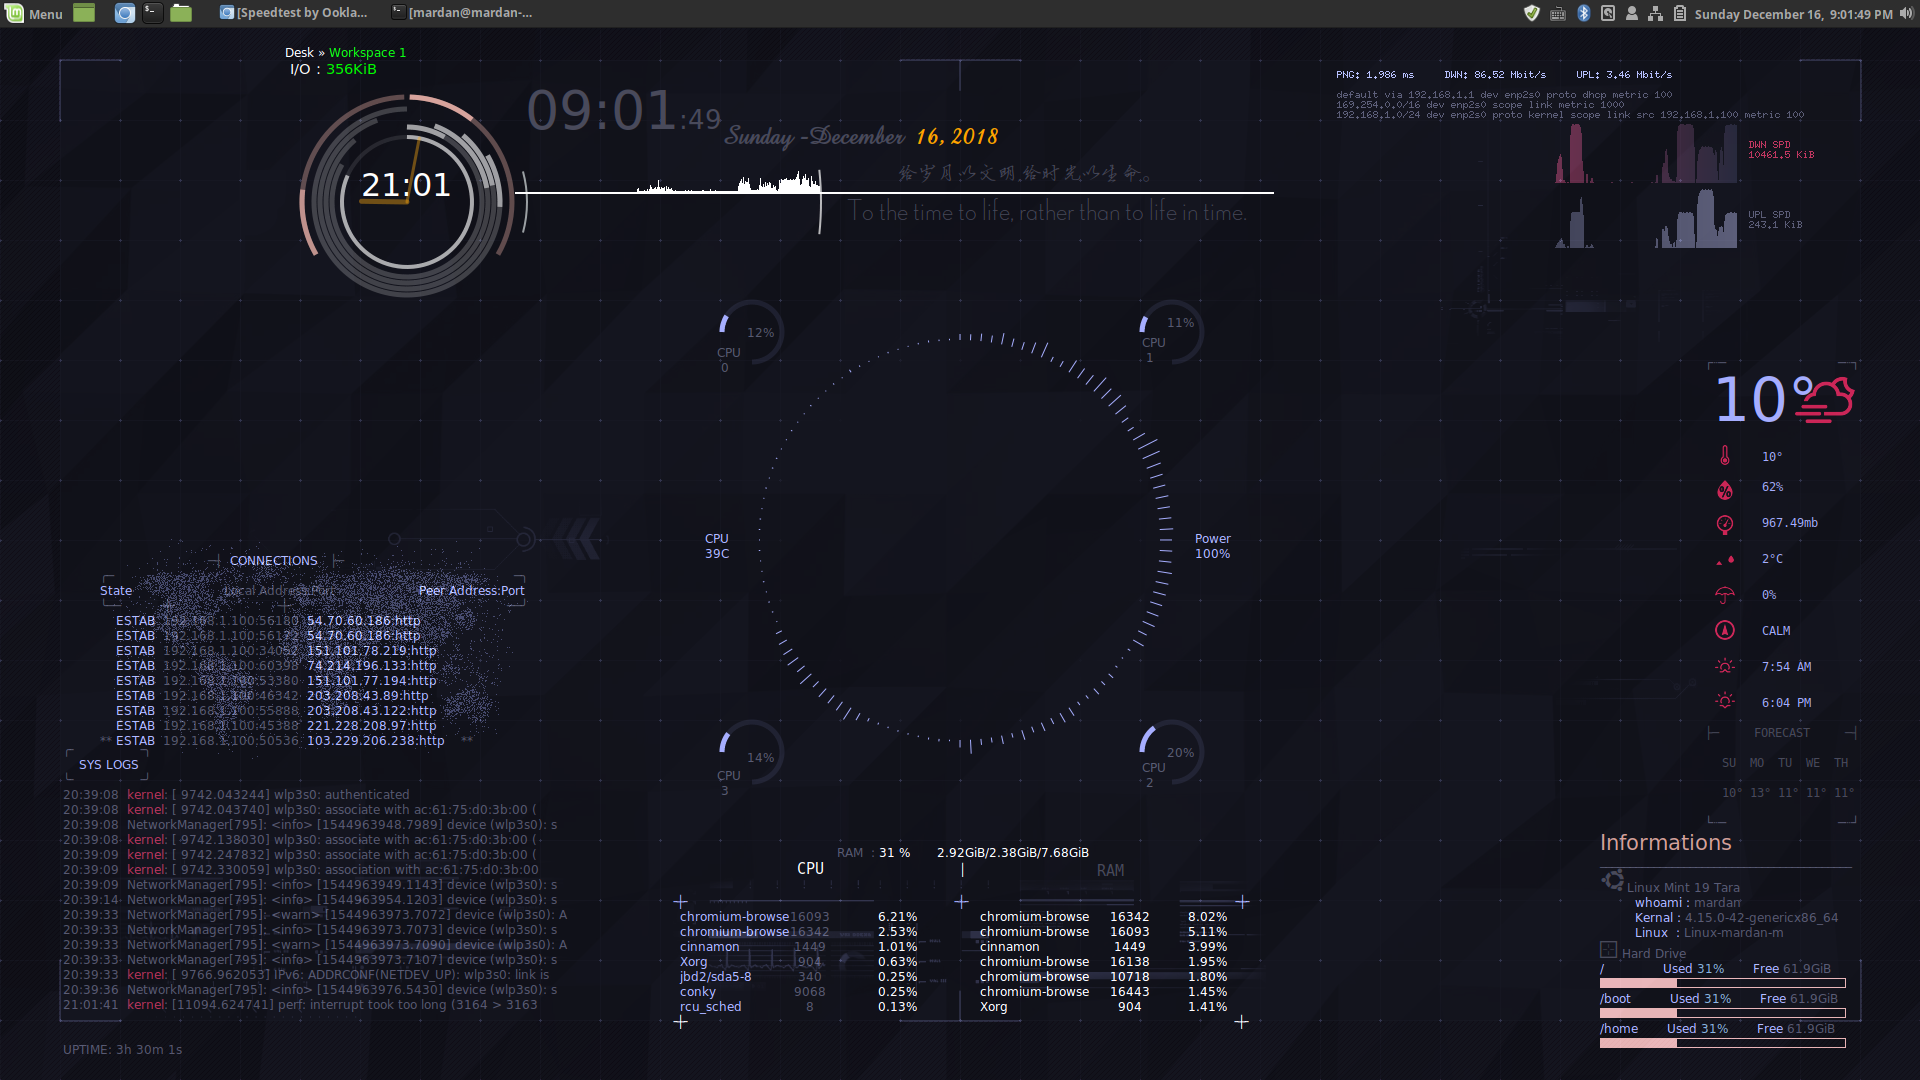 Menu
[Speedtest by Ookla...
[mardan@mardan-...
Sunday December 16, 9:01:49 PM
Desk » Workspace 1
I/O : 356KiB
09:01:49
Sunday -December 16, 2018
21:01
给岁月以文明,给时光以生命。
To the time to life, rather than to life in time.
PNG: 1.986 ms DWN: 86.52 Mbit/s UPL: 3.46 Mbit/s
default via 192.168.1.1 dev enp2s0 proto dhcp metric 100
169.254.0.0/16 dev enp2s0 scope link metric 1000
192.168.1.0/24 dev enp2s0 proto kernel scope link src 192.168.1.100 metric 100
DWN SPD
10461.5 KiB
UPL SPD
243.1 KiB
12%
CPU
0
11%
CPU
1
CPU
39C
Power
100%
14%
CPU
3
20%
CPU
2
10°
10°
62%
967.49mb
2°C
0%
CALM
7:54 AM
6:04 PM
FORECAST
SU MO TU WE TH
10° 13° 11° 11° 11°
CONNECTIONS
State Local Address:Port Peer Address:Port
ESTAB 192.168.1.100:56180 54.70.60.186:http
ESTAB 192.168.1.100:56172 54.70.60.186:http
ESTAB 192.168.1.100:34052 151.101.78.219:http
ESTAB 192.168.1.100:60398 74.214.196.133:http
ESTAB 192.168.1.100:53380 151.101.77.194:http
ESTAB 192.168.1.100:46342 203.208.43.89:http
ESTAB 192.168.1.100:55888 203.208.43.122:http
ESTAB 192.168.1.100:45388 221.228.208.97:http
** ESTAB 192.168.1.100:50536 103.229.206.238:http **
SYS LOGS
20:39:08 kernel: [ 9742.043244] wlp3s0: authenticated
20:39:08 kernel: [ 9742.043740] wlp3s0: associate with ac:61:75:d0:3b:00 (
20:39:08 NetworkManager[795]: <info> [1544963948.7989] device (wlp3s0): s
20:39:08 kernel: [ 9742.138030] wlp3s0: associate with ac:61:75:d0:3b:00 (
20:39:09 kernel: [ 9742.247832] wlp3s0: associate with ac:61:75:d0:3b:00 (
20:39:09 kernel: [ 9742.330059] wlp3s0: association with ac:61:75:d0:3b:00
20:39:09 NetworkManager[795]: <info> [1544963949.1143] device (wlp3s0): s
20:39:14 NetworkManager[795]: <info> [1544963954.1203] device (wlp3s0): s
20:39:33 NetworkManager[795]: <warn> [1544963973.7072] device (wlp3s0): A
20:39:33 NetworkManager[795]: <info> [1544963973.7073] device (wlp3s0): s
20:39:33 NetworkManager[795]: <warn> [1544963973.7090] device (wlp3s0): A
20:39:33 NetworkManager[795]: <info> [1544963973.7107] device (wlp3s0): s
20:39:33 kernel: [ 9766.962053] IPv6: ADDRCONF(NETDEV_UP): wlp3s0: link is
20:39:36 NetworkManager[795]: <info> [1544963976.5430] device (wlp3s0): s
21:01:41 kernel: [11094.624741] perf: interrupt took too long (3164 > 3163
UPTIME: 3h 30m 1s
RAM : 31 % 2.92GiB/2.38GiB/7.68GiB
CPU RAM
chromium-browse 16093 6.21% chromium-browse 16342 8.02%
chromium-browse 16342 2.53% chromium-browse 16093 5.11%
cinnamon 1449 1.01% cinnamon 1449 3.99%
Xorg 904 0.63% chromium-browse 16138 1.95%
jbd2/sda5-8 340 0.25% chromium-browse 10718 1.80%
conky 9068 0.25% chromium-browse 16443 1.45%
rcu_sched 8 0.13% Xorg 904 1.41%
Informations
Linux Mint 19 Tara
whoami : mardan
Kernal : 4.15.0-42-genericx86_64
Linux : Linux-mardan-m
Hard Drive
/ Used 31% Free 61.9GiB
/boot Used 31% Free 61.9GiB
/home Used 31% Free 61.9GiB